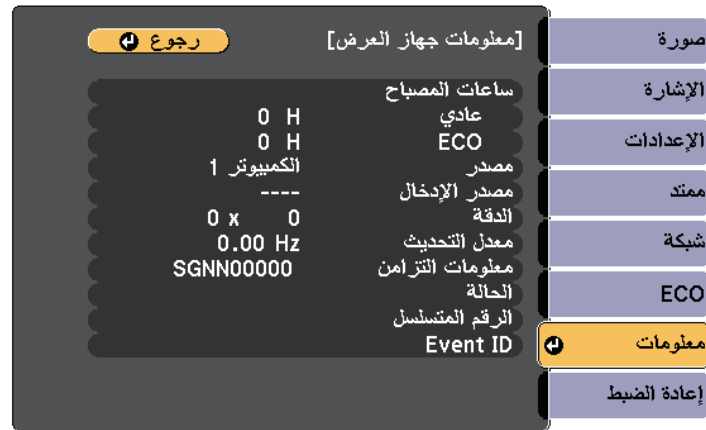 صورة
الإشارة
الإعدادات
ممتد
شبكة
ECO
معلومات
إعادة الضبط
[معلومات جهاز العرض]
رجوع
ساعات المصباح
عادي 0 H
ECO 0 H
مصدر الكمبيوتر 1
مصدر الإدخال ----
الدقة 0 x 0
معدل التحديث 0.00 Hz
معلومات التزامن SGNN00000
الحالة
الرقم المتسلسل
Event ID